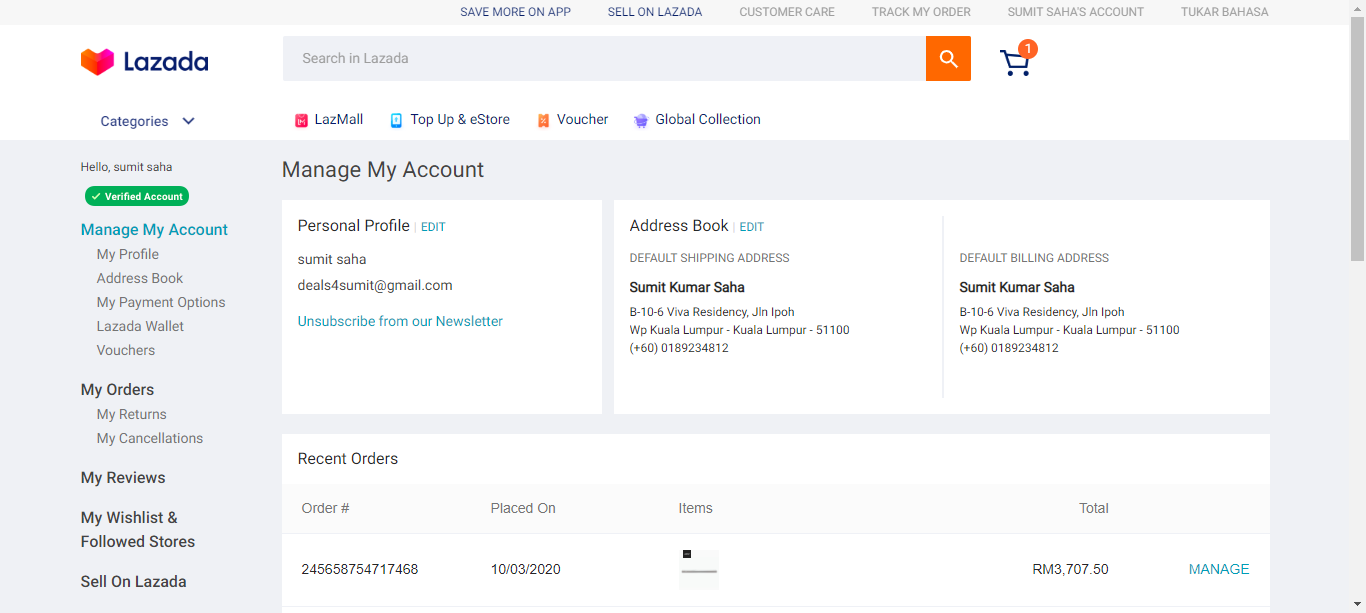 SAVE MORE ON APP SELL ON LAZADA CUSTOMER CARE TRACK MY ORDER SUMIT SAHA'S ACCOUNT TUKAR BAHASA
Lazada
Search in Lazada
1
Categories
LazMall Top Up & eStore Voucher Global Collection
Hello, sumit saha
Verified Account
Manage My Account
My Profile
Address Book
My Payment Options
Lazada Wallet
Vouchers
My Orders
My Returns
My Cancellations
My Reviews
My Wishlist &
Followed Stores
Sell On Lazada
Manage My Account
Personal Profile | EDIT
sumit saha
deals4sumit@gmail.com
Unsubscribe from our Newsletter
Address Book | EDIT
DEFAULT SHIPPING ADDRESS
Sumit Kumar Saha
B-10-6 Viva Residency, Jln Ipoh
Wp Kuala Lumpur - Kuala Lumpur - 51100
(+60) 0189234812
DEFAULT BILLING ADDRESS
Sumit Kumar Saha
B-10-6 Viva Residency, Jln Ipoh
Wp Kuala Lumpur - Kuala Lumpur - 51100
(+60) 0189234812
Recent Orders
Order # Placed On Items Total
245658754717468 10/03/2020 RM3,707.50 MANAGE